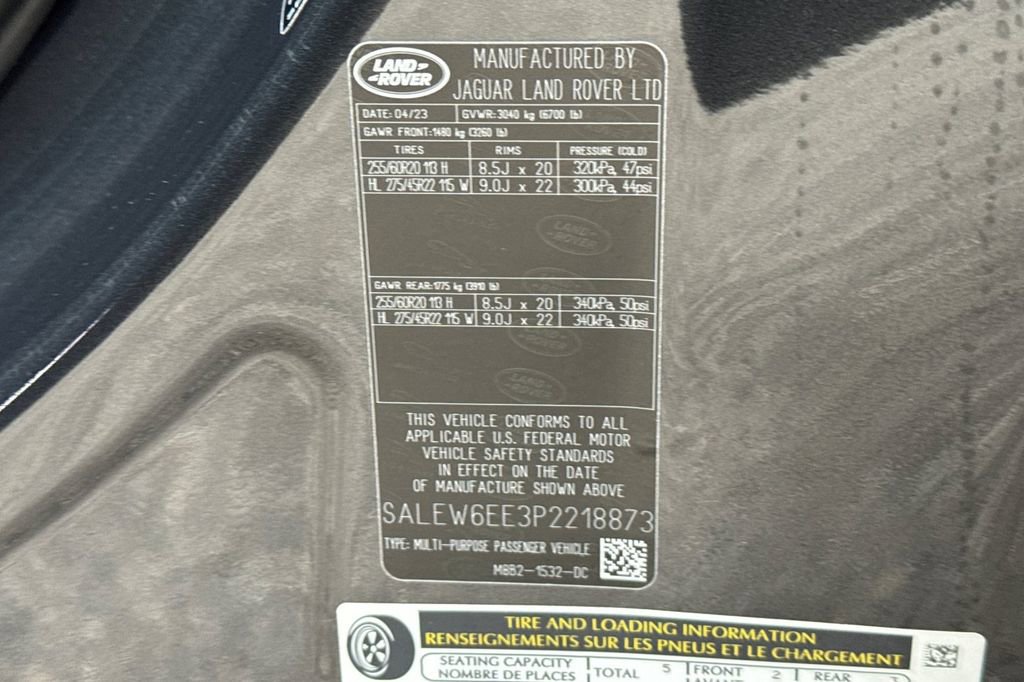 LAND ROVER
MANUFACTURED BY
JAGUAR LAND ROVER LTD
DATE: 04/23 GVWR: 3040 kg (6700 lb)
GAWR FRONT: 1480 kg (3260 lb)
TIRES RIMS PRESSURE (COLD)
255/60R20 113 H 8.5J x 20 320kPa, 47psi
HL 275/45R22 115 W 9.0J x 22 300kPa, 44psi
GAWR REAR: 1775 kg (3910 lb)
255/60R20 113 H 8.5J x 20 340kPa, 50psi
HL 275/45R22 115 W 9.0J x 22 340kPa, 50psi
THIS VEHICLE CONFORMS TO ALL
APPLICABLE U.S. FEDERAL MOTOR
VEHICLE SAFETY STANDARDS
IN EFFECT ON THE DATE
OF MANUFACTURE SHOWN ABOVE
SALEW6EE3P2218873
TYPE: MULTI-PURPOSE PASSENGER VEHICLE
M8B2-1532-DC
TIRE AND LOADING INFORMATION
RENSEIGNEMENTS SUR LES PNEUS ET LE CHARGEMENT
SEATING CAPACITY TOTAL 5 FRONT 2 REAR
NOMBRE DE PLACES